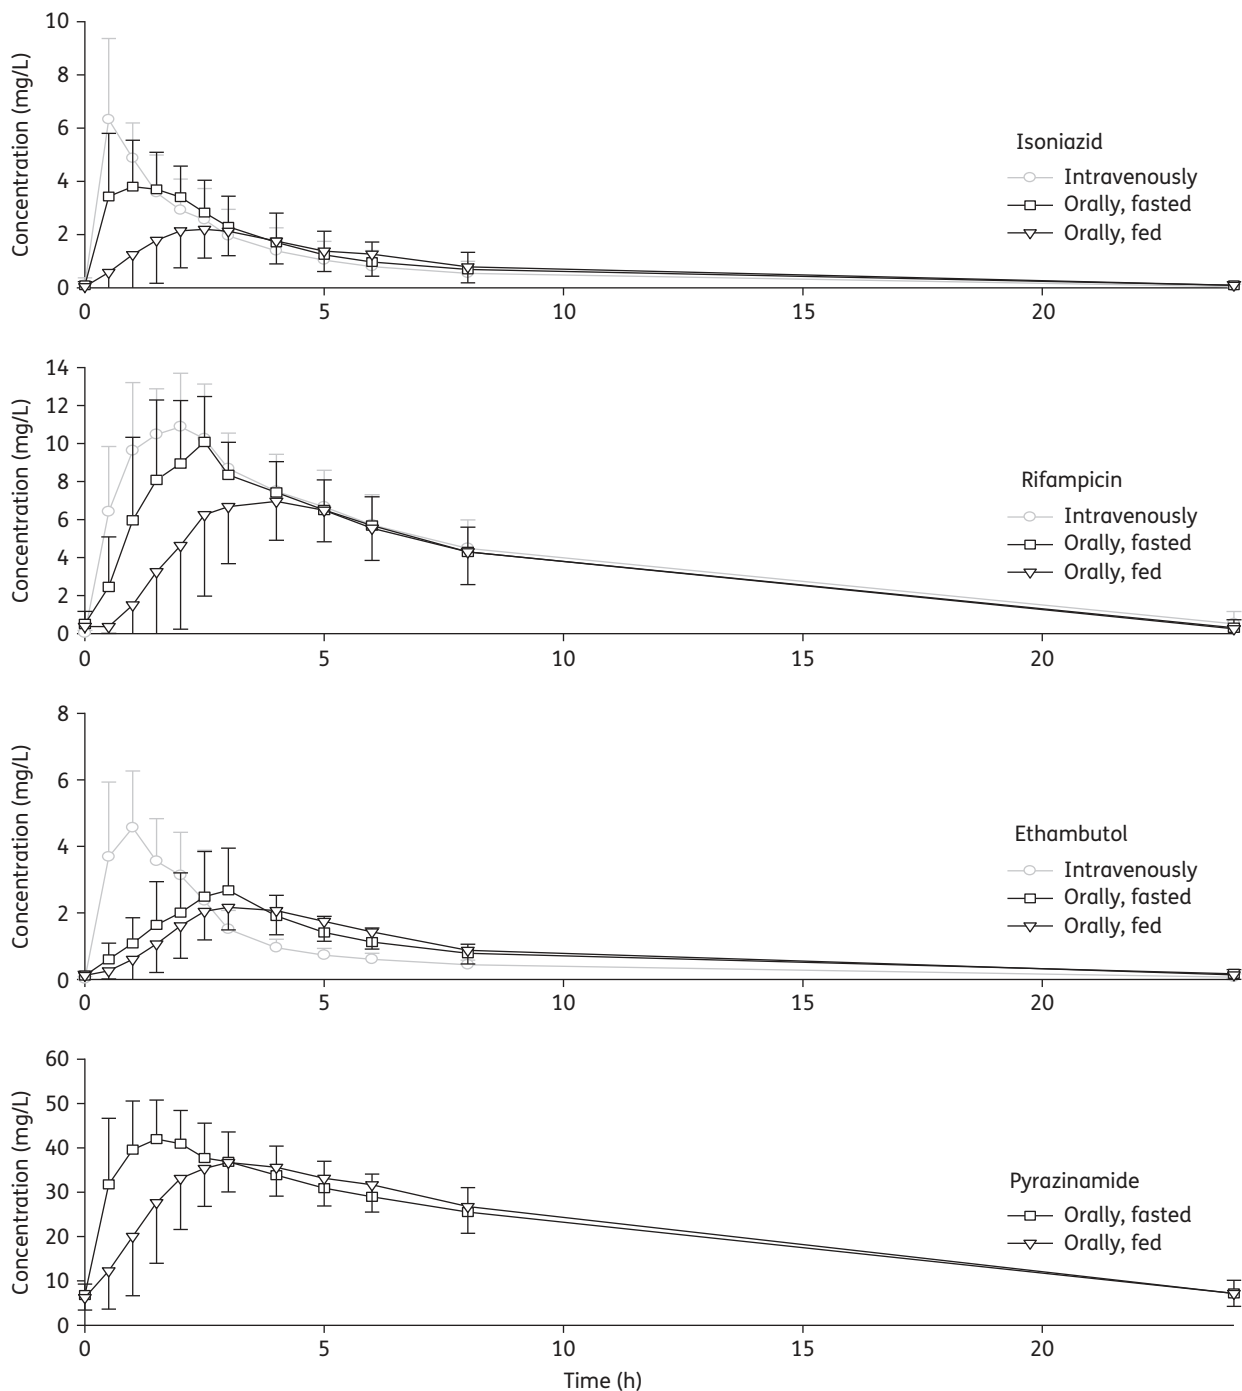 10
8
6
4
2
0
Concentration (mg/L)
Isoniazid
Intravenously
Orally, fasted
Orally, fed
0 5 10 15 20
14
12
10
8
6
4
2
0
Concentration (mg/L)
Rifampicin
Intravenously
Orally, fasted
Orally, fed
0 5 10 15 20
8
6
4
2
0
Concentration (mg/L)
Ethambutol
Intravenously
Orally, fasted
Orally, fed
0 5 10 15 20
60
50
40
30
20
10
0
Concentration (mg/L)
Pyrazinamide
Orally, fasted
Orally, fed
0 5 10 15 20
Time (h)